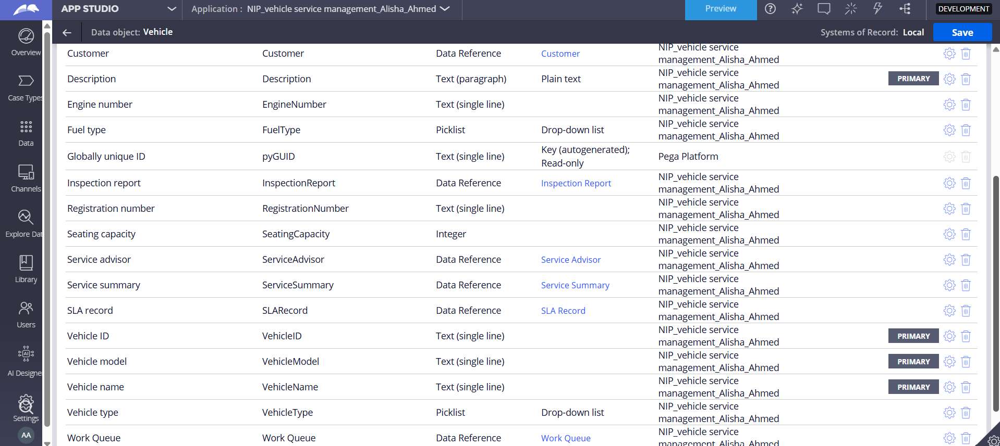 APP STUDIO
Application : NIP_vehicle service management_Alisha_Ahmed
Preview
DEVELOPMENT
Data object: Vehicle
Systems of Record: Local
Save
Overview
Case Types
Data
Channels
Explore Dat
Library
Users
AI
AI Designe
Settings
AA
Customer Customer Data Reference Customer NIP_vehicle service
management_Alisha_Ahmed
Description Description Text (paragraph) Plain text NIP_vehicle service
management_Alisha_Ahmed PRIMARY
Engine number EngineNumber Text (single line) NIP_vehicle service
management_Alisha_Ahmed
Fuel type FuelType Picklist Drop-down list NIP_vehicle service
management_Alisha_Ahmed
Globally unique ID pyGUID Text (single line) Key (autogenerated);
Read-only Pega Platform
Inspection report InspectionReport Data Reference Inspection Report NIP_vehicle service
management_Alisha_Ahmed
Registration number RegistrationNumber Text (single line) NIP_vehicle service
management_Alisha_Ahmed
Seating capacity SeatingCapacity Integer NIP_vehicle service
management_Alisha_Ahmed
Service advisor ServiceAdvisor Data Reference Service Advisor NIP_vehicle service
management_Alisha_Ahmed
Service summary ServiceSummary Data Reference Service Summary NIP_vehicle service
management_Alisha_Ahmed
SLA record SLARecord Data Reference SLA Record NIP_vehicle service
management_Alisha_Ahmed
Vehicle ID VehicleID Text (single line) NIP_vehicle service
management_Alisha_Ahmed PRIMARY
Vehicle model VehicleModel Text (single line) NIP_vehicle service
management_Alisha_Ahmed PRIMARY
Vehicle name VehicleName Text (single line) NIP_vehicle service
management_Alisha_Ahmed PRIMARY
Vehicle type VehicleType Picklist Drop-down list NIP_vehicle service
management_Alisha_Ahmed
Work Queue Work Queue Data Reference Work Queue NIP_vehicle service
management_Alisha_Ahmed